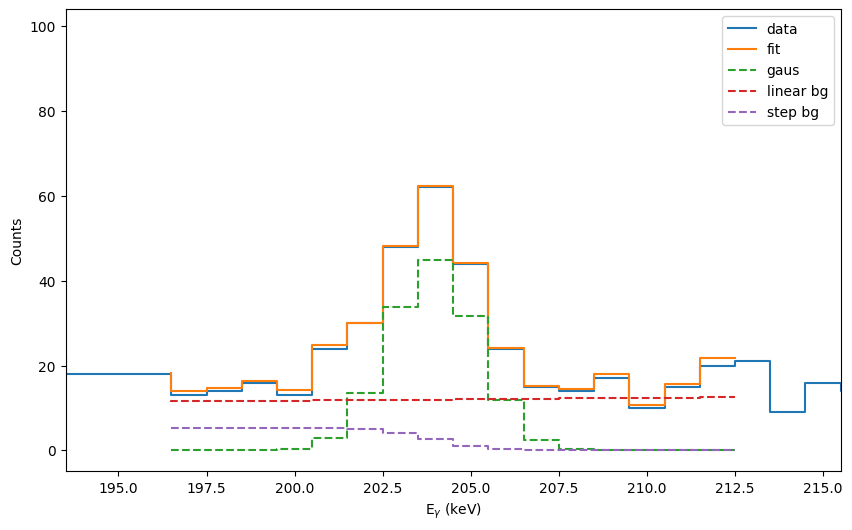 100
80
60
40
20
0
Counts
195.0 197.5 200.0 202.5 205.0 207.5 210.0 212.5 215.0
Eγ (keV)
data
fit
gaus
linear bg
step bg